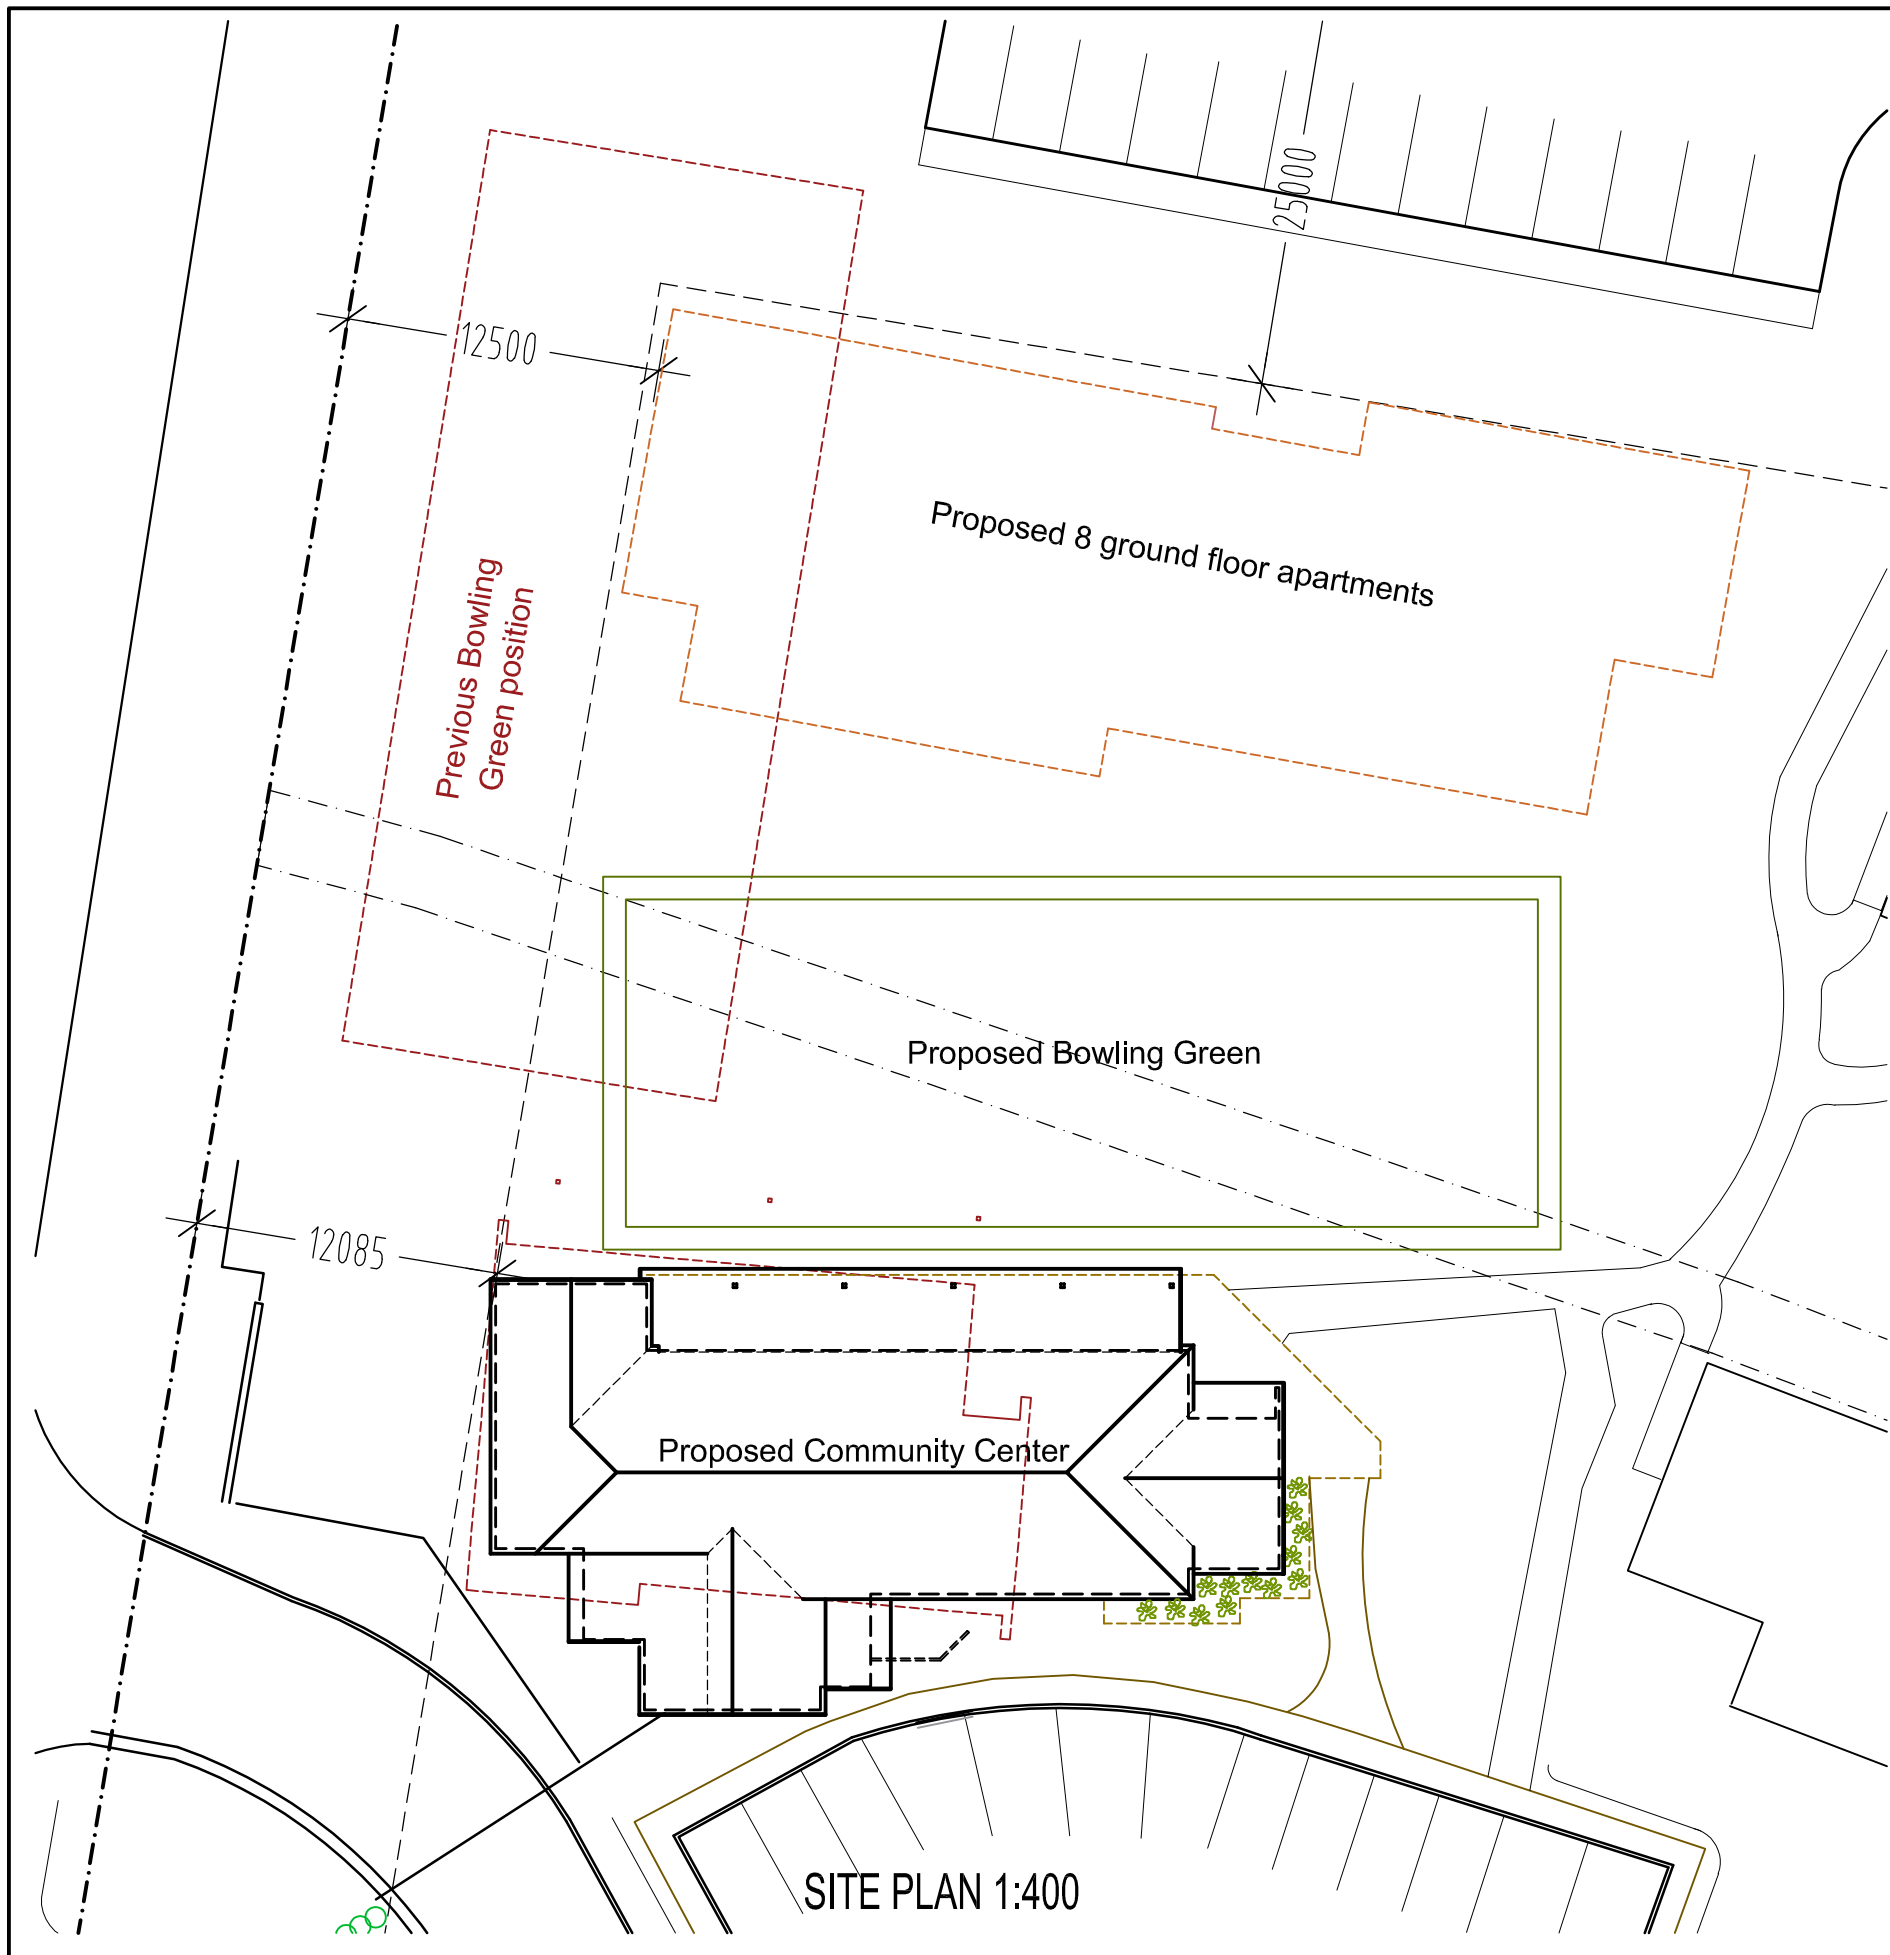 25000
12500
Proposed 8 ground floor apartments
Previous Bowling
Green position
Proposed Bowling Green
12085
Proposed Community Center
SITE PLAN 1:400